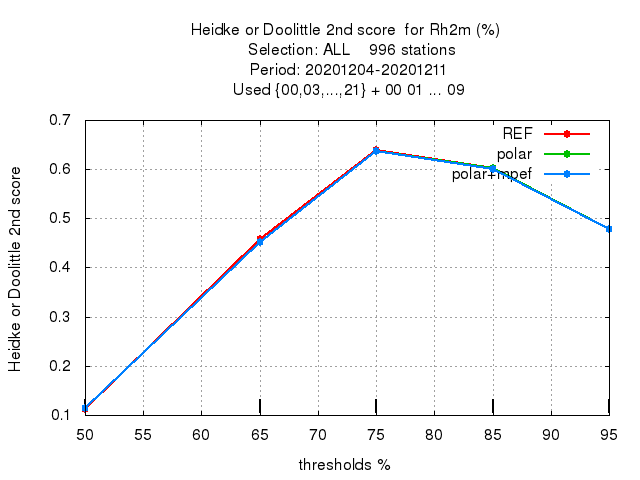 Heidke or Doolittle 2nd score  for Rh2m (%)
Selection: ALL    996 stations
Period: 20201204-20201211
Used {00,03,...,21} + 00 01 ... 09
REF
polar
polar+mpef
Heidke or Doolittle 2nd score
0.7
0.6
0.5
0.4
0.3
0.2
0.1
50 55 60 65 70 75 80 85 90 95
thresholds %